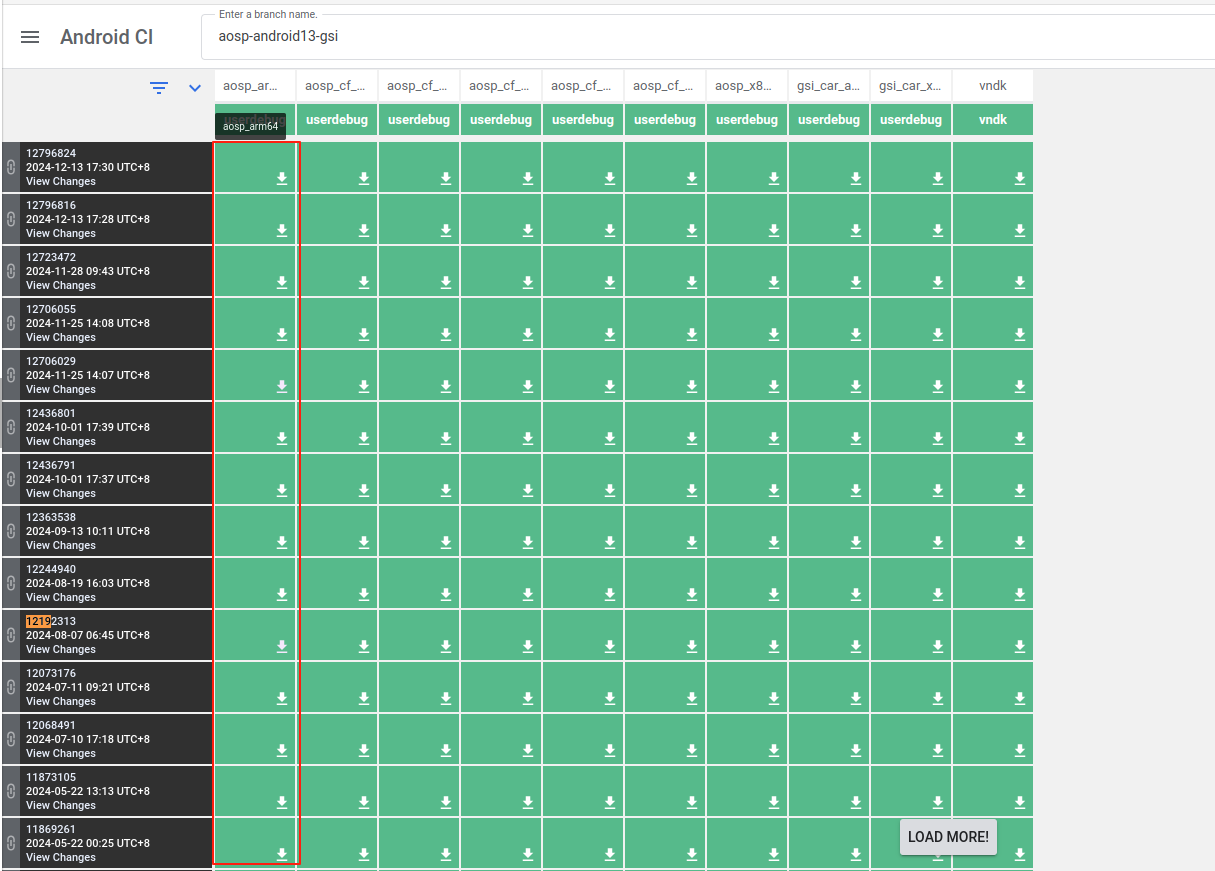 Enter a branch name.
Android CI
aosp-android13-gsi
aosp_ar... aosp_cf_... aosp_cf_... aosp_cf_... aosp_cf_... aosp_cf_... aosp_x8... gsi_car_a... gsi_car_x... vndk
userdebug userdebug userdebug userdebug userdebug userdebug userdebug userdebug userdebug vndk
aosp_arm64
12796824
2024-12-13 17:30 UTC+8
View Changes
12796816
2024-12-13 17:28 UTC+8
View Changes
12723472
2024-11-28 09:43 UTC+8
View Changes
12706055
2024-11-25 14:08 UTC+8
View Changes
12706029
2024-11-25 14:07 UTC+8
View Changes
12436801
2024-10-01 17:39 UTC+8
View Changes
12436791
2024-10-01 17:37 UTC+8
View Changes
12363538
2024-09-13 10:11 UTC+8
View Changes
12244940
2024-08-19 16:03 UTC+8
View Changes
12192313
2024-08-07 06:45 UTC+8
View Changes
12073176
2024-07-11 09:21 UTC+8
View Changes
12068491
2024-07-10 17:18 UTC+8
View Changes
11873105
2024-05-22 13:13 UTC+8
View Changes
11869261
2024-05-22 00:25 UTC+8
View Changes
LOAD MORE!